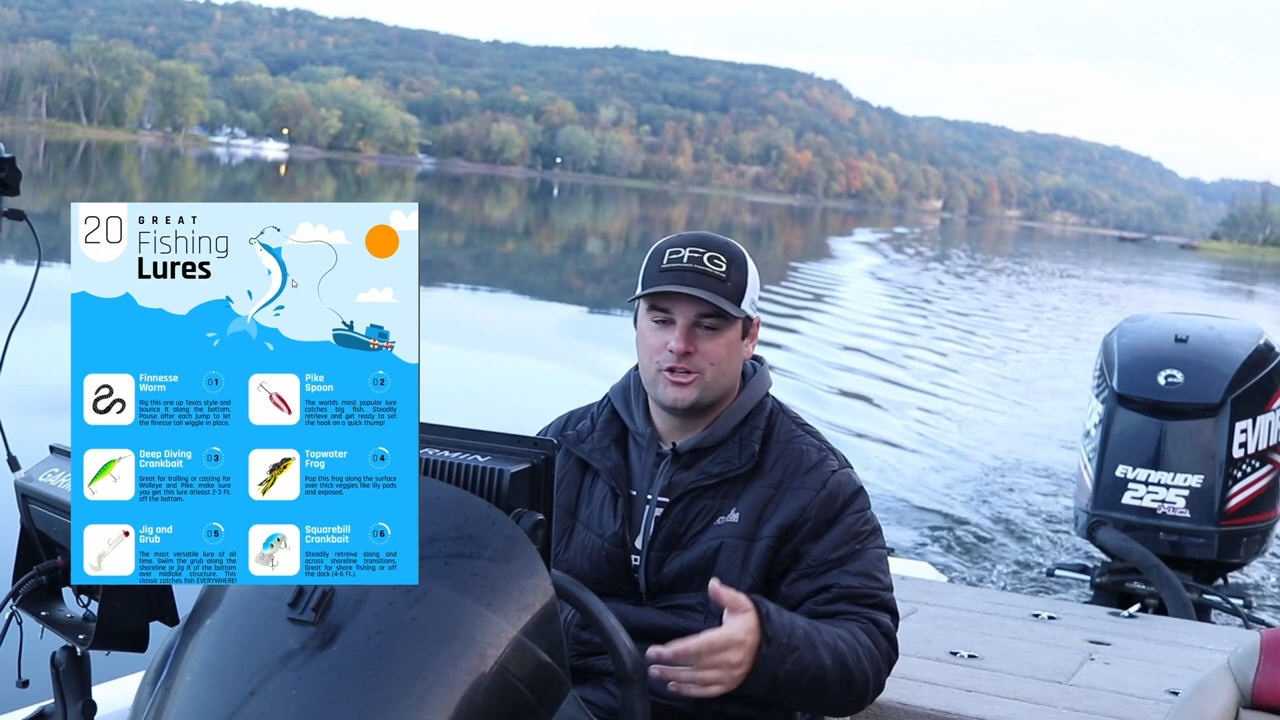 20
GREAT
Fishing
Lures
Finnesse
Worm
01
Rig this one up Texas style and
bounce it along the bottom.
Pause after each jump to let
the finesse tail wiggle in place.
Pike
Spoon
02
The worlds most popular lure
catches big fish. Steadily
retrieve and get ready to set
the hook on a quick thump!
Deep Diving
Crankbait
03
Great for trolling or casting for
Walleye and Pike, make sure
you get this lure atleast 2-3 Ft.
off the bottom.
Topwater
Frog
04
Pop this frog along the surface
over thick veggies like lily pads
and exposed.
Jig and
Grub
05
The most versatile lure of all
time. Swim the grub along the
shoreline or jig it of the bottom
over midlake structure. This
classic catches fish EVERYWHERE!
Squarebill
Crankbait
06
Steadily retreive along and
across shoreline transitions.
Great for shore fishing or off
the dock (4-6 Ft.).
PFG
EVINRUDE
225
EVIN